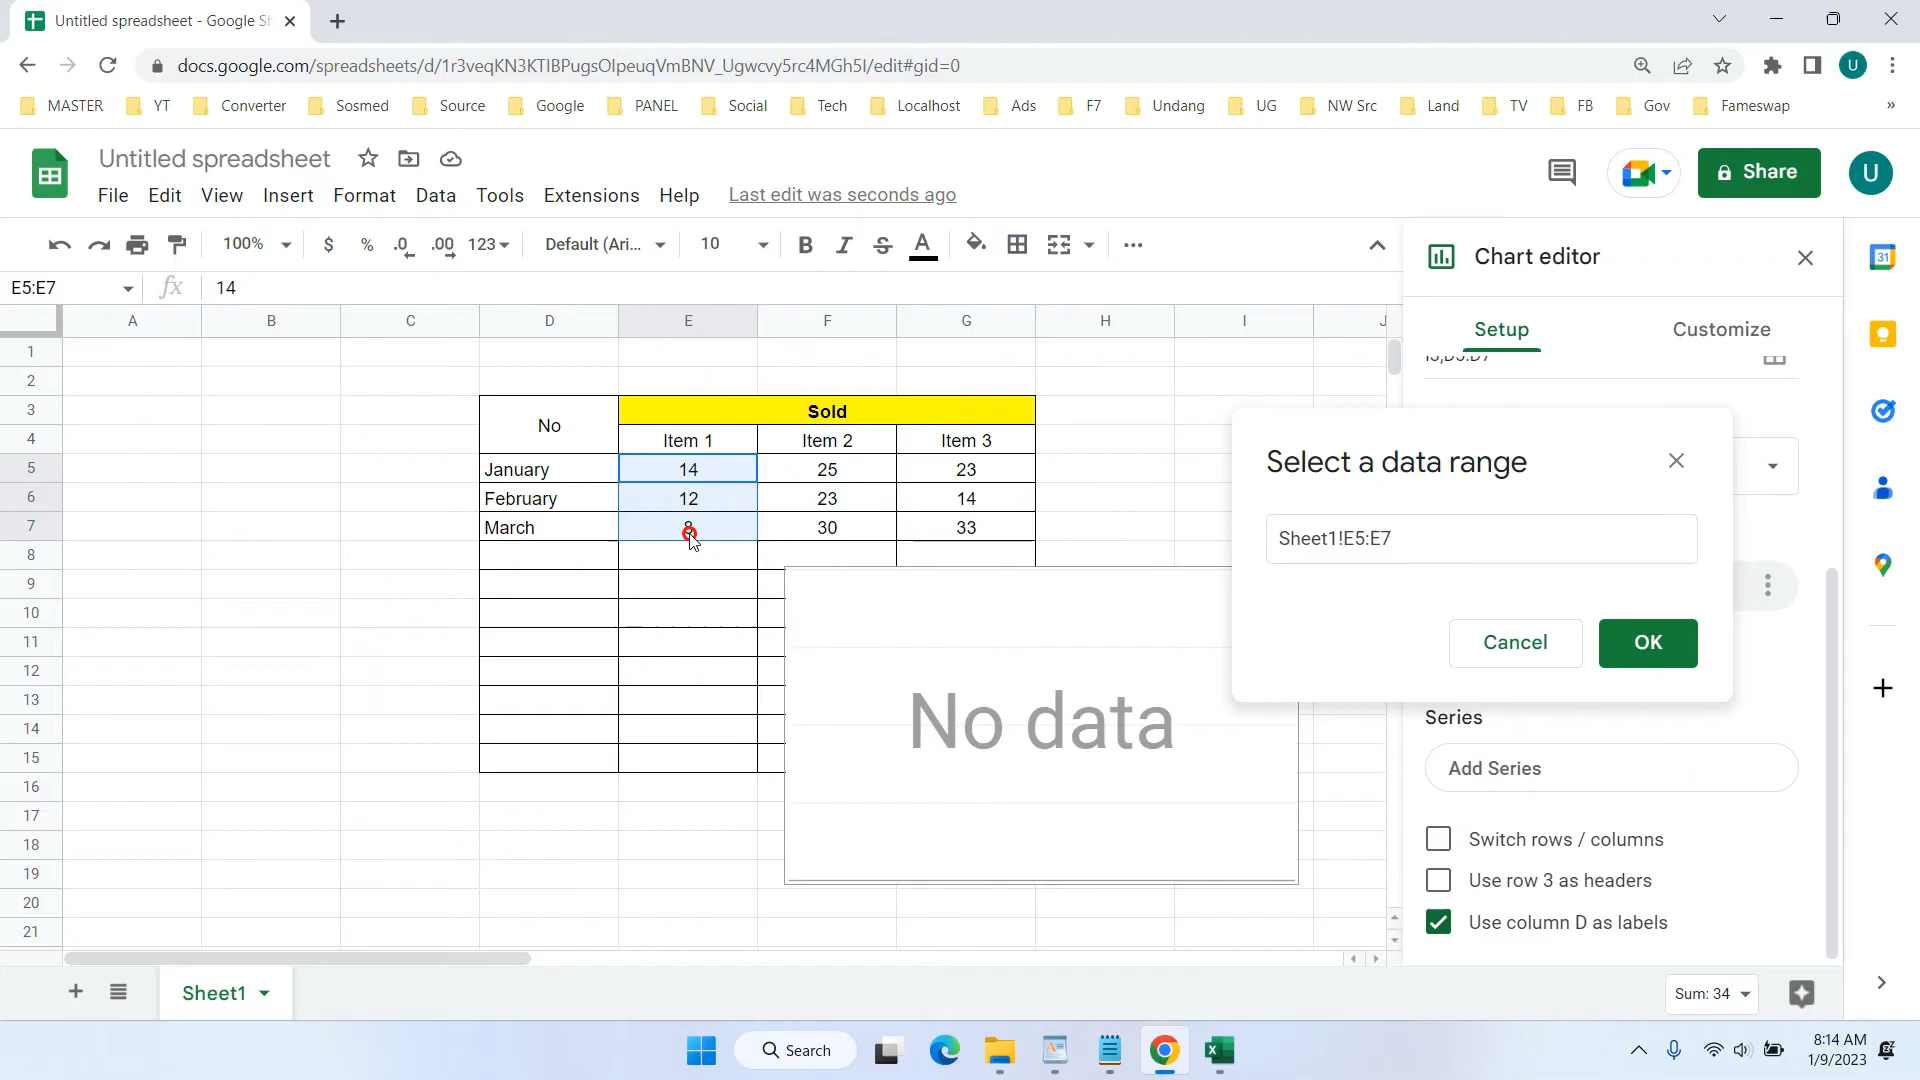 Untitled spreadsheet - Google Sh
docs.google.com/spreadsheets/d/1r3veqKN3KTIBPugsOIpeuqVmBNV_Ugwcvy5rc4MGh5I/edit#gid=0
U
MASTER YT Converter Sosmed Source Google PANEL Social Tech Localhost Ads F7 Undang UG NW Src Land TV FB Gov Fameswap »
Untitled spreadsheet
File Edit View Insert Format Data Tools Extensions Help Last edit was seconds ago
Share
U
100% $ % .0 .00 123 Default (Ari... 10 B I S A
E5:E7 fx 14
Chart editor
Setup Customize
A B C D E F G H I J
1
2
3 No Sold
4 Item 1 Item 2 Item 3
5 January 14 25 23
6 February 12 23 14
7 March 8 30 33
8
9
10
11
12
13
14
15
16
17
18
19
20
21
No data
Select a data range
Sheet1!E5:E7
Cancel OK
Series
Add Series
Switch rows / columns
Use row 3 as headers
Use column D as labels
31
Sheet1
Sum: 34
Search
8:14 AM
1/9/2023